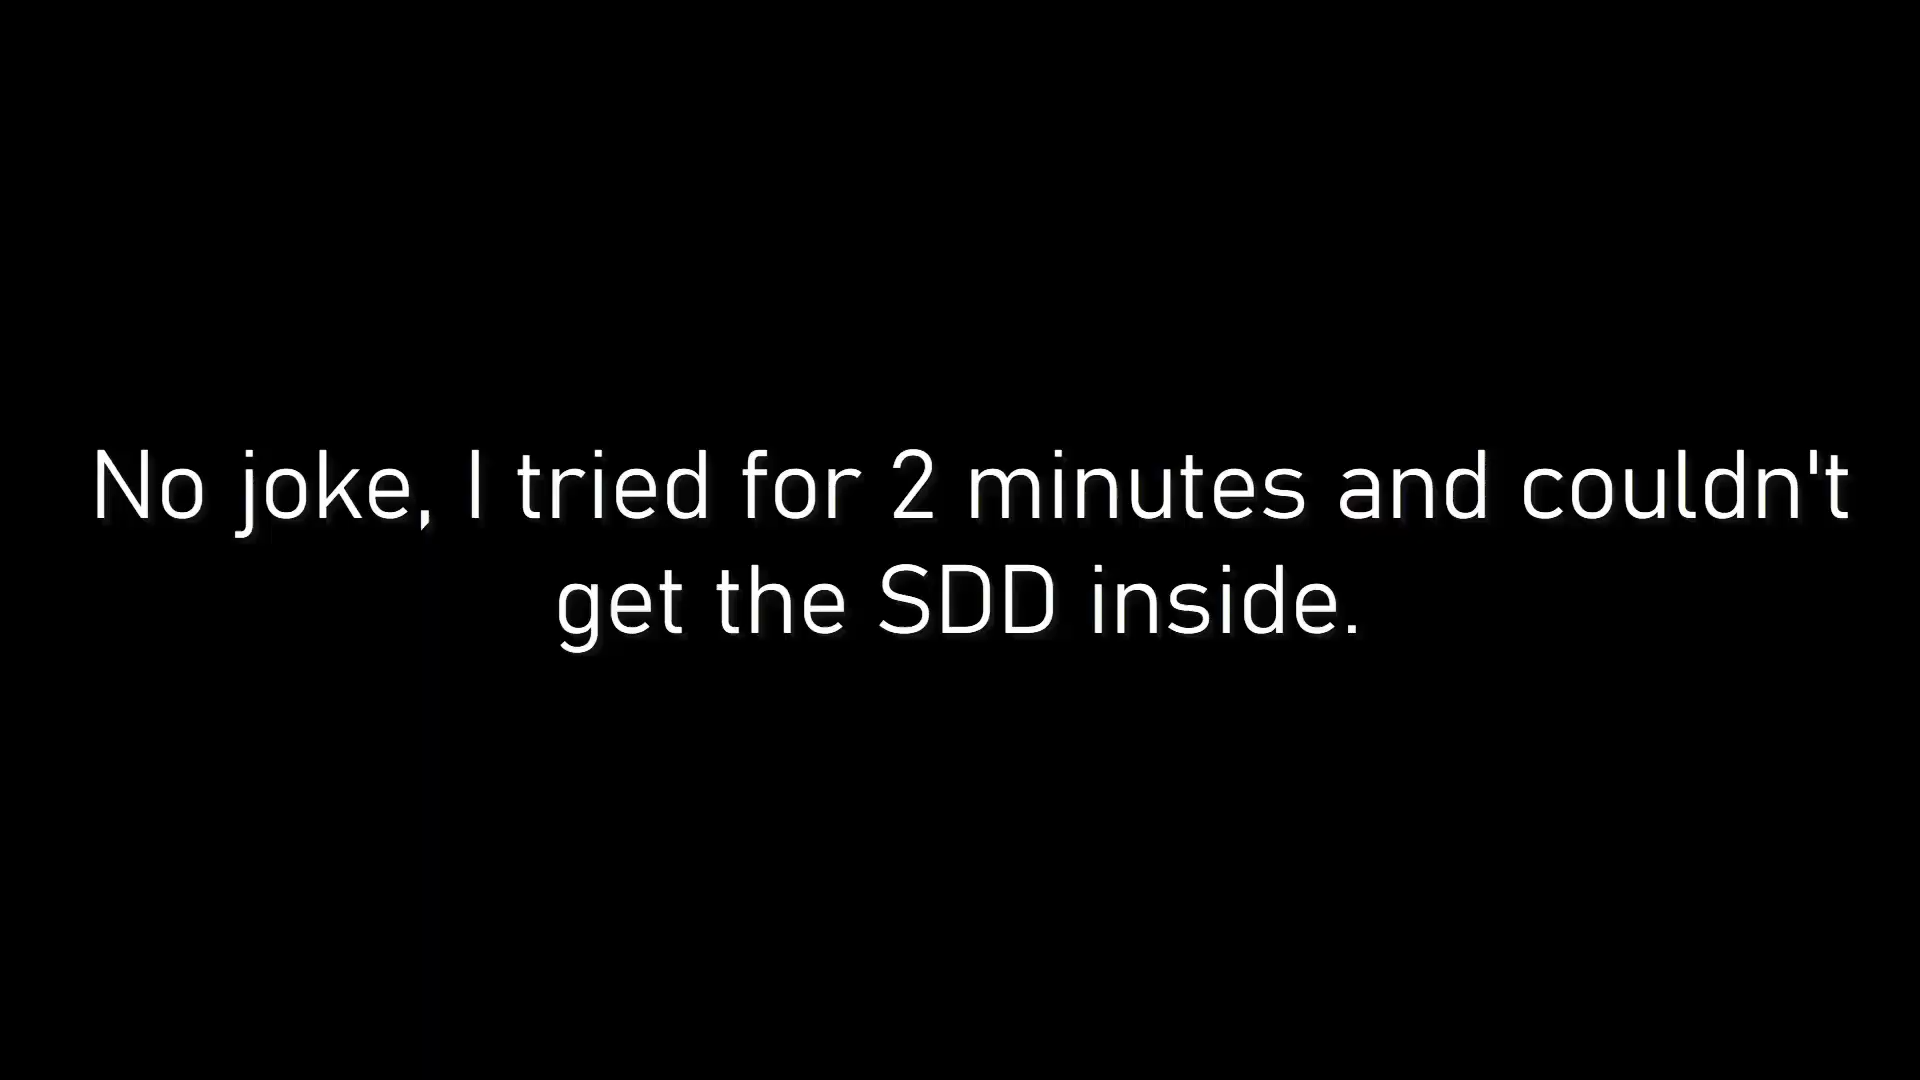 No joke, I tried for 2 minutes and couldn't
get the SDD inside.